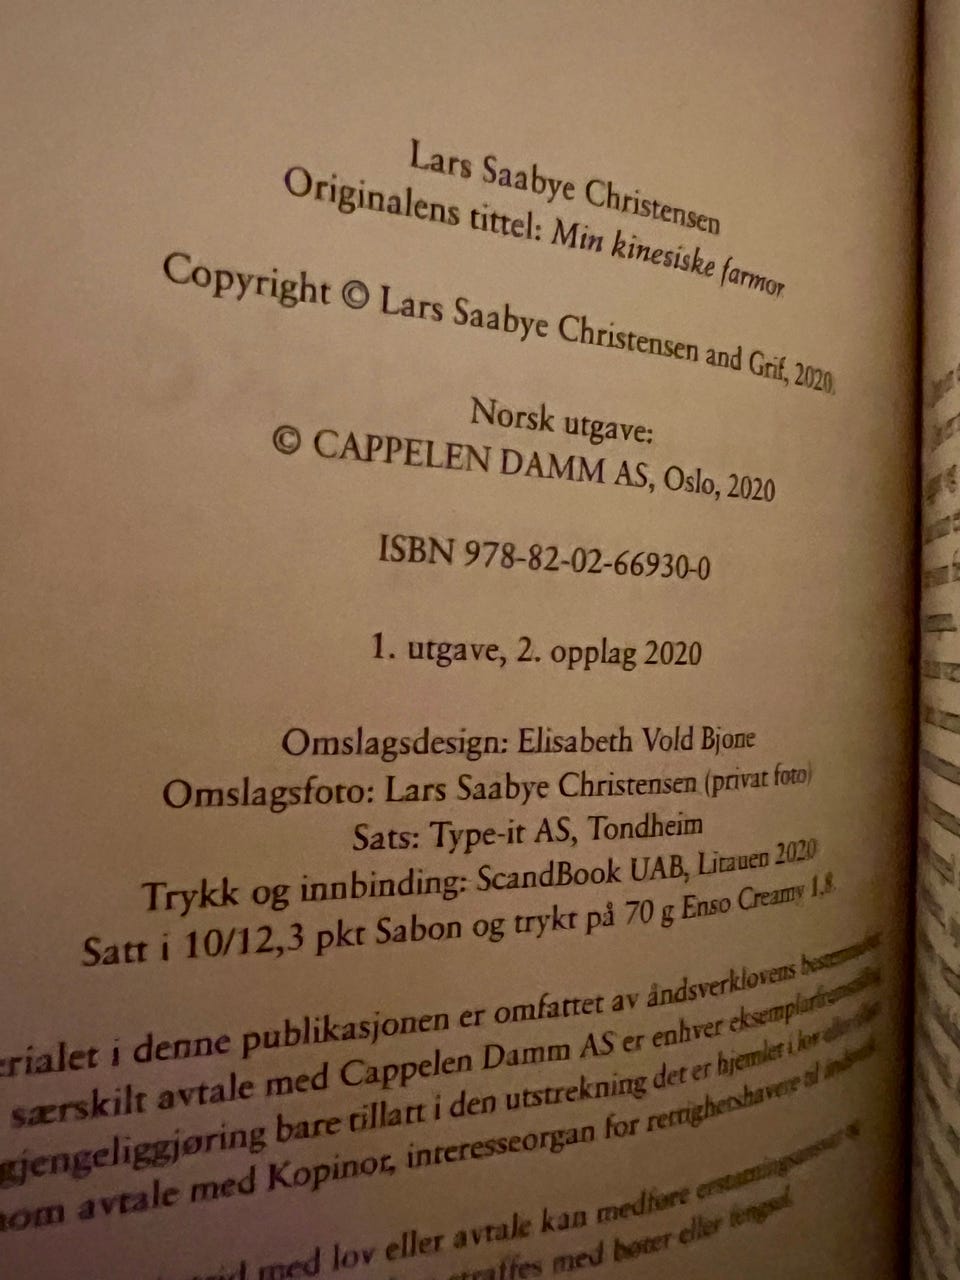 Lars Saabye Christensen
Originalens tittel: Min kinesiske farmor
Copyright © Lars Saabye Christensen and Grif, 2020.
Norsk utgave:
© CAPPELEN DAMM AS, Oslo, 2020
ISBN 978-82-02-66930-0
1. utgave, 2. opplag 2020
Omslagsdesign: Elisabeth Vold Bjone
Omslagsfoto: Lars Saabye Christensen (privat foto)
Sats: Type-it AS, Tondheim
Trykk og innbinding: ScandBook UAB, Litauen 2020
Satt i 10/12,3 pkt Sabon og trykt på 70 g Enso Creamy 1,8.
erialet i denne publikasjonen er omfattet av åndsverklovens
særskilt avtale med Cappelen Damm AS er enhver
gjengeliggjøring bare tillatt i den utstrekning det er hjemlet i lov eller
nom avtale med Kopinor, interesseorgan for rettighetshavere til
med lov eller avtale kan medføre
straffes med bøter eller fengsel.